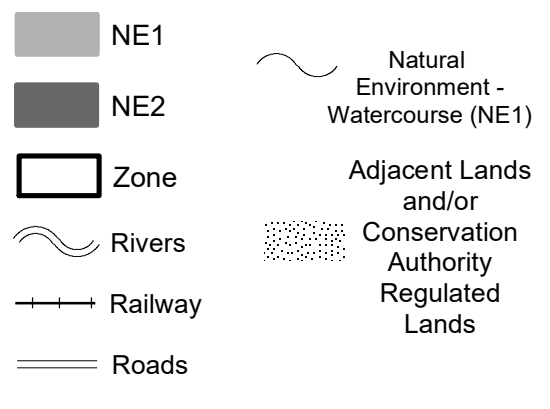 NE1
NE2
Zone
Rivers
Railway
Roads
Natural
Environment -
Watercourse (NE1)
Adjacent Lands
and/or
Conservation
Authority
Regulated
Lands